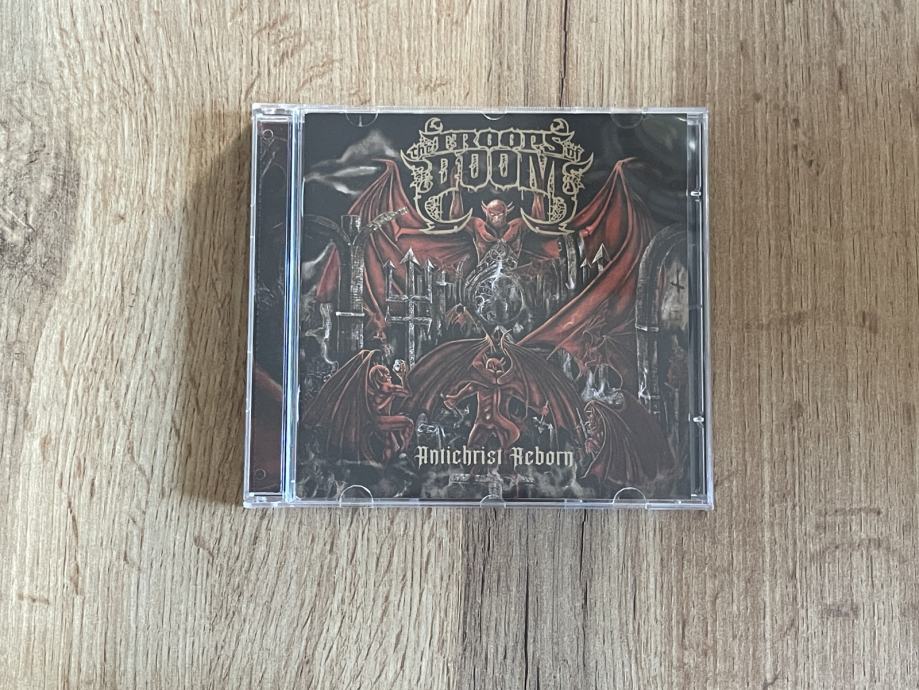 the TROOPS of
DOOM
Antichrist Reborn